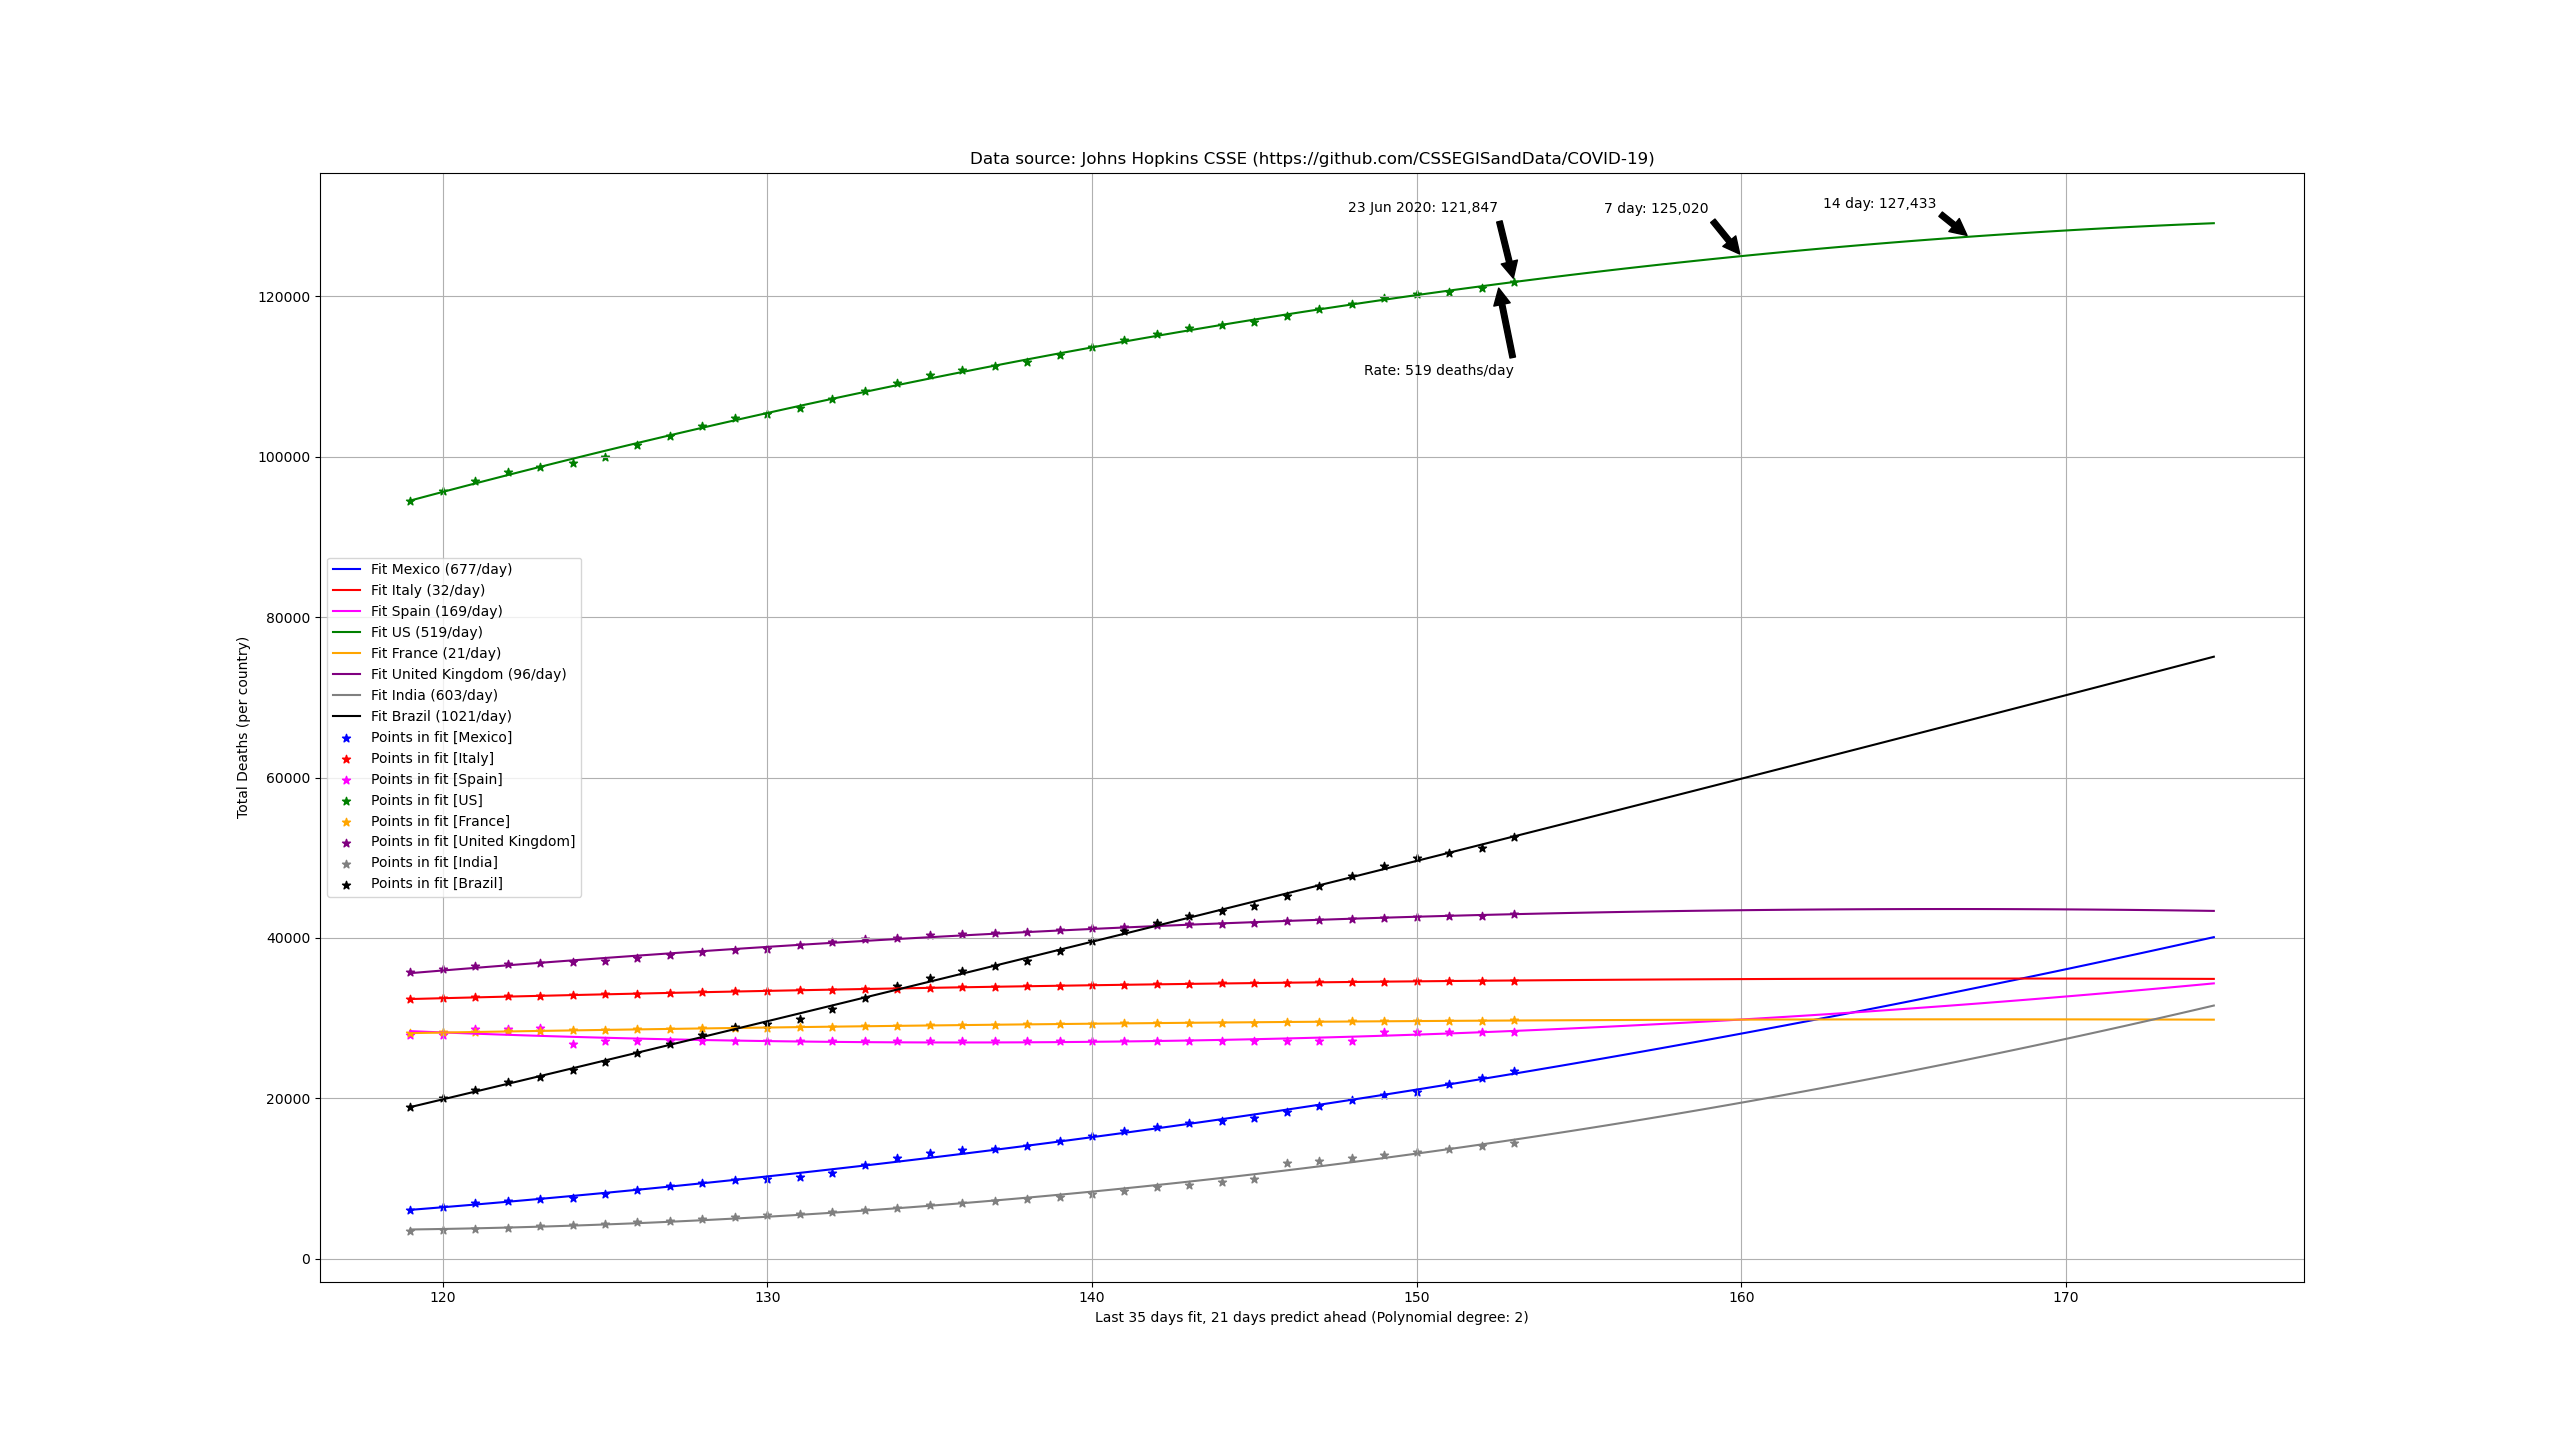 Data source: Johns Hopkins CSSE (https://github.com/CSSEGISandData/COVID-19)
23 Jun 2020: 121,847
7 day: 125,020
14 day: 127,433
Rate: 519 deaths/day
Total Deaths (per country)
120000
100000
80000
60000
40000
20000
0
Fit Mexico (677/day)
Fit Italy (32/day)
Fit Spain (169/day)
Fit US (519/day)
Fit France (21/day)
Fit United Kingdom (96/day)
Fit India (603/day)
Fit Brazil (1021/day)
Points in fit [Mexico]
Points in fit [Italy]
Points in fit [Spain]
Points in fit [US]
Points in fit [France]
Points in fit [United Kingdom]
Points in fit [India]
Points in fit [Brazil]
120 130 140 150 160 170
Last 35 days fit, 21 days predict ahead (Polynomial degree: 2)